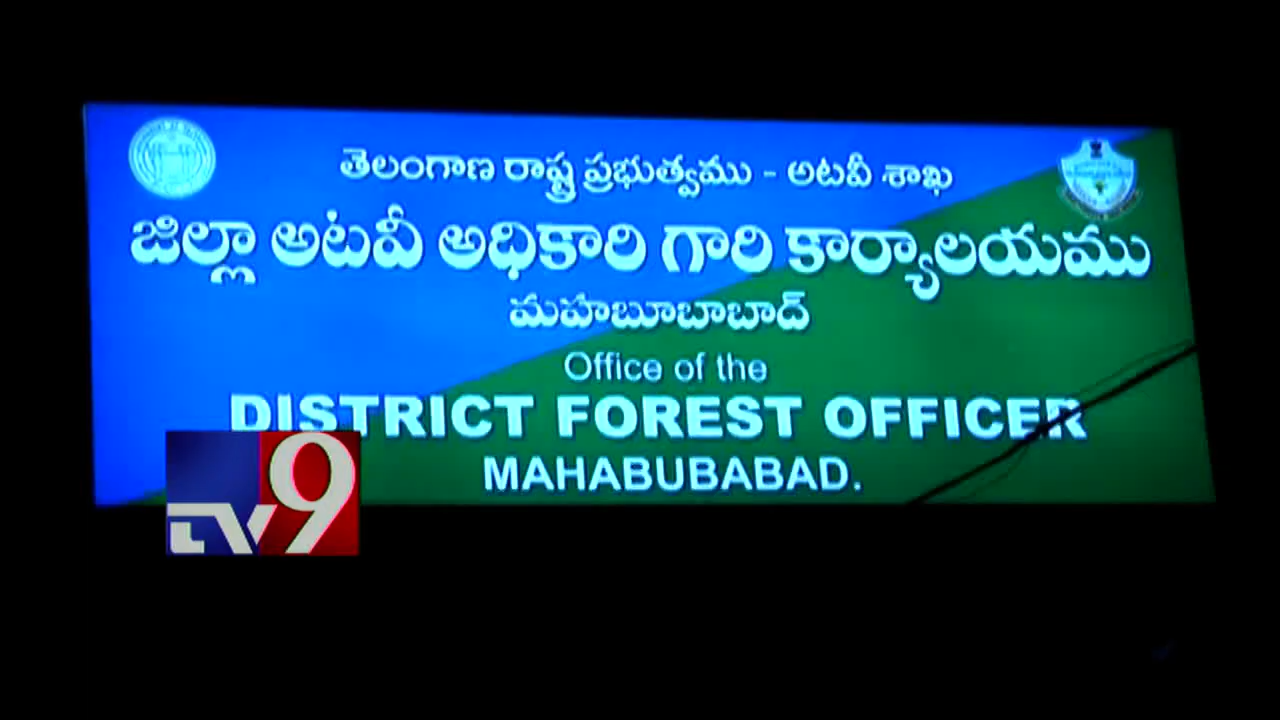 తెలంగాణ రాష్ట్ర ప్రభుత్వము - అటవీ శాఖ
జిల్లా అటవీ అధికారి గారి కార్యాలయము
మహబూబాబాద్
Office of the
DISTRICT FOREST OFFICER
MAHABUBABAD.
TV9